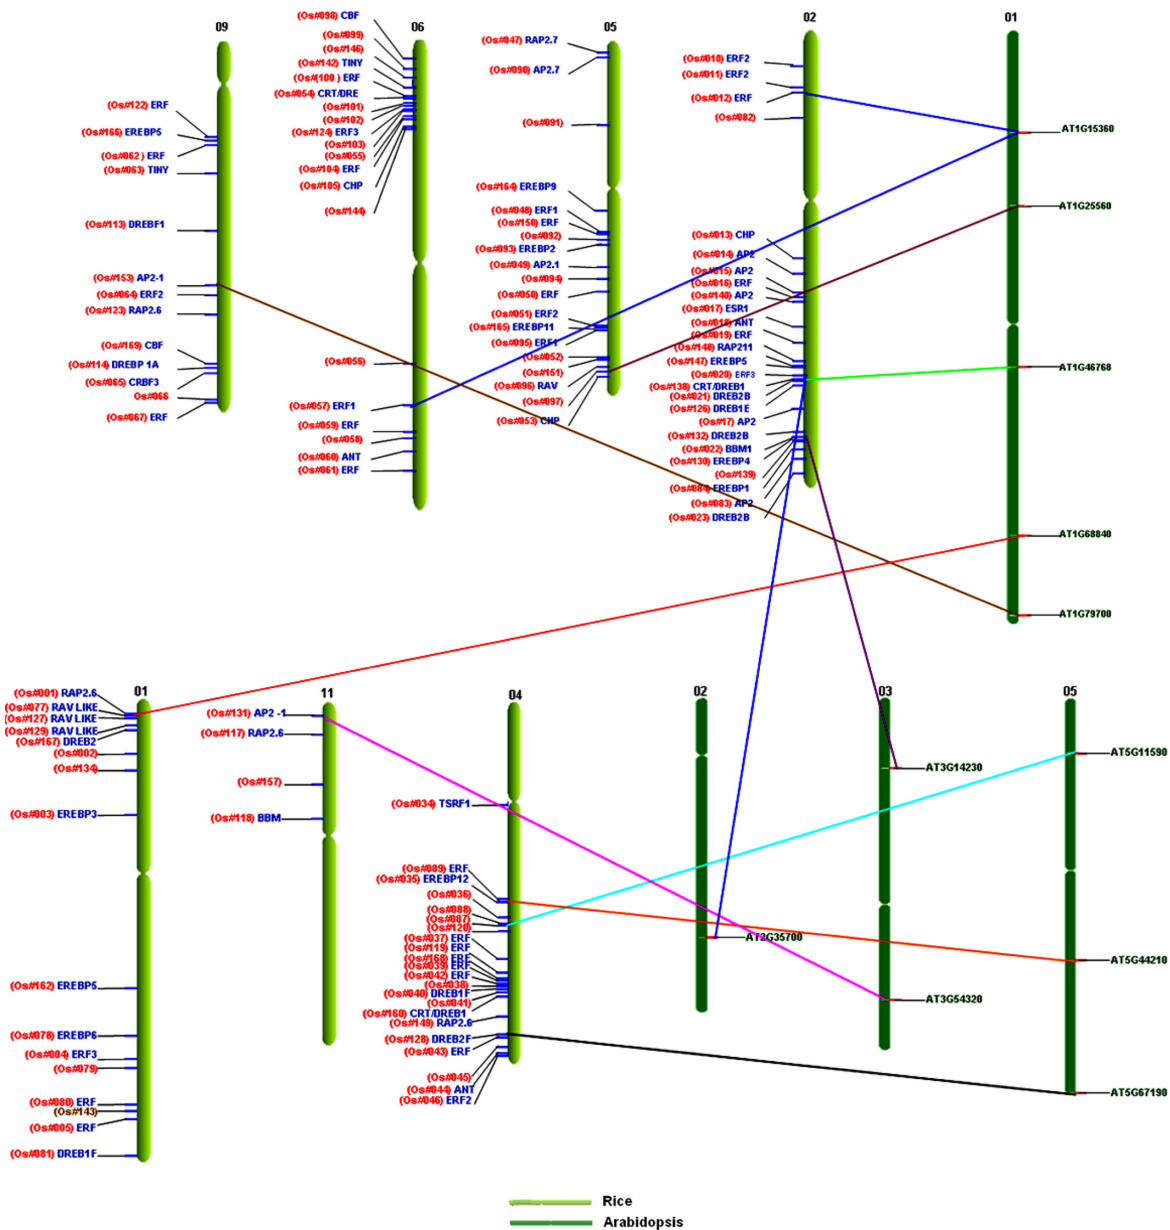 09
(Os#122) ERF
(Os#166) EREBP5
(Os#062 ) ERF
(Os#063) TINY
(Os#113) DREBF1
(Os#153) AP2-1
(Os#064) ERF2
(Os#123) RAP2.6
(Os#169) CBF
(Os#114) DREBP 1A
(Os#065) CRBF3
(Os#066
(Os#067) ERF
06
(Os#098) CBF
(Os#099)
(Os#146)
(Os#142) TINY
(Os#(100 ) ERF
(Os#054) CRT/DRE
(Os#101)
(Os#102)
(Os#124) ERF3
(Os#103)
(Os#055)
(Os#104) ERF
(Os#105) CHP
(Os#144)
(Os#056)
(Os#057) ERF1
(Os#059) ERF
(Os#058)
(Os#060) ANT
(Os#061) ERF
05
(Os#047) RAP2.7
(Os#090) AP2.7
(Os#091)
(Os#164) EREBP9
(Os#048) ERF1
(Os#150) ERF
(Os#092)
(Os#093) EREBP2
(Os#049) AP2.1
(Os#094)
(Os#050) ERF
(Os#051) ERF2
(Os#165) EREBP11
(Os#095) ERF1
(Os#052)
(Os#151)
(Os#096) RAV
(Os#097)
(Os#053) CHP
02
(Os#010) ERF2
(Os#011) ERF2
(Os#012) ERF
(Os#082)
(Os#013) CHP
(Os#014) AP2
(Os#015) AP2
(Os#016) ERF
(Os#140) AP2
(Os#017) ESR1
(Os#018) ANT
(Os#019) ERF
(Os#148) RAP211
(Os#147) EREBP5
(Os#020) ERF3
(Os#138) CRT/DREB1
(Os#021) DREB2B
(Os#126) DREB1E
(Os#17) AP2
(Os#132) DREB2B
(Os#022) BBM1
(Os#130) EREBP4
(Os#139)
(Os#084) EREBP1
(Os#083) AP2
(Os#023) DREB2B
01
AT1G15360
AT1G25560
AT1G46768
AT1G68840
AT1G79700
01
(Os#001) RAP2.6
(Os#077) RAV LIKE
(Os#127) RAV LIKE
(Os#129) RAV LIKE
(Os#167) DREB2
(Os#002)
(Os#134)
(Os#003) EREBP3
(Os#162) EREBP5
(Os#078) EREBP6
(Os#004) ERF3
(Os#079)
(Os#080) ERF
(Os#143)
(Os#005) ERF
(Os#081) DREB1F
11
(Os#131) AP2 -1
(Os#117) RAP2.6
(Os#157)
(Os#118) BBM
04
(Os#034) TSRF1
(Os#089) ERF
(Os#035) EREBP12
(Os#036)
(Os#088)
(Os#087)
(Os#120)
(Os#037) ERF
(Os#119) ERF
(Os#168) ERF
(Os#039) ERF
(Os#042) ERF
(Os#038)
(Os#040) DREB1F
(Os#041)
(Os#160) CRT/DREB1
(Os#149) RAP2.6
(Os#128) DREB2F
(Os#043) ERF
(Os#045)
(Os#044) ANT
(Os#046) ERF2
02
AT2G35700
03
AT3G14230
AT3G54320
05
AT5G11590
AT5G44210
AT5G67190
Rice
Arabidopsis